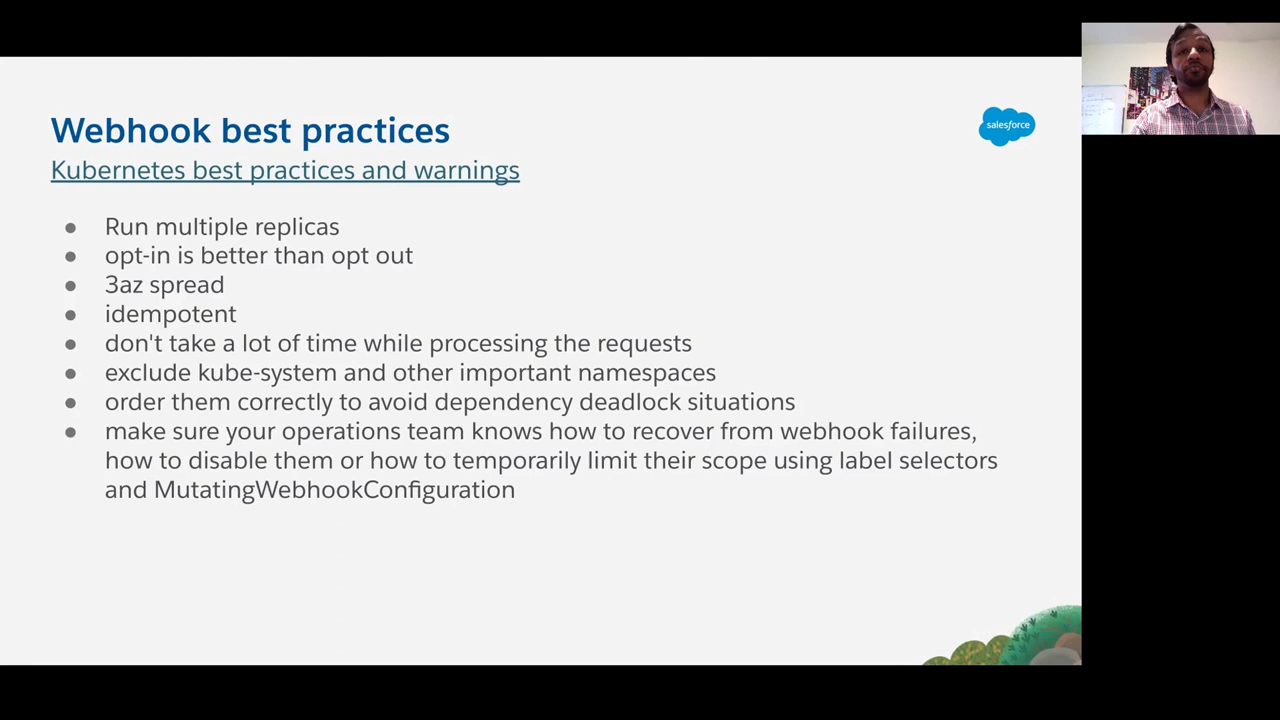 Webhook best practices
salesforce
Kubernetes best practices and warnings
● Run multiple replicas
● opt-in is better than opt out
● 3az spread
● idempotent
● don't take a lot of time while processing the requests
● exclude kube-system and other important namespaces
● order them correctly to avoid dependency deadlock situations
● make sure your operations team knows how to recover from webhook failures,
how to disable them or how to temporarily limit their scope using label selectors
and MutatingWebhookConfiguration